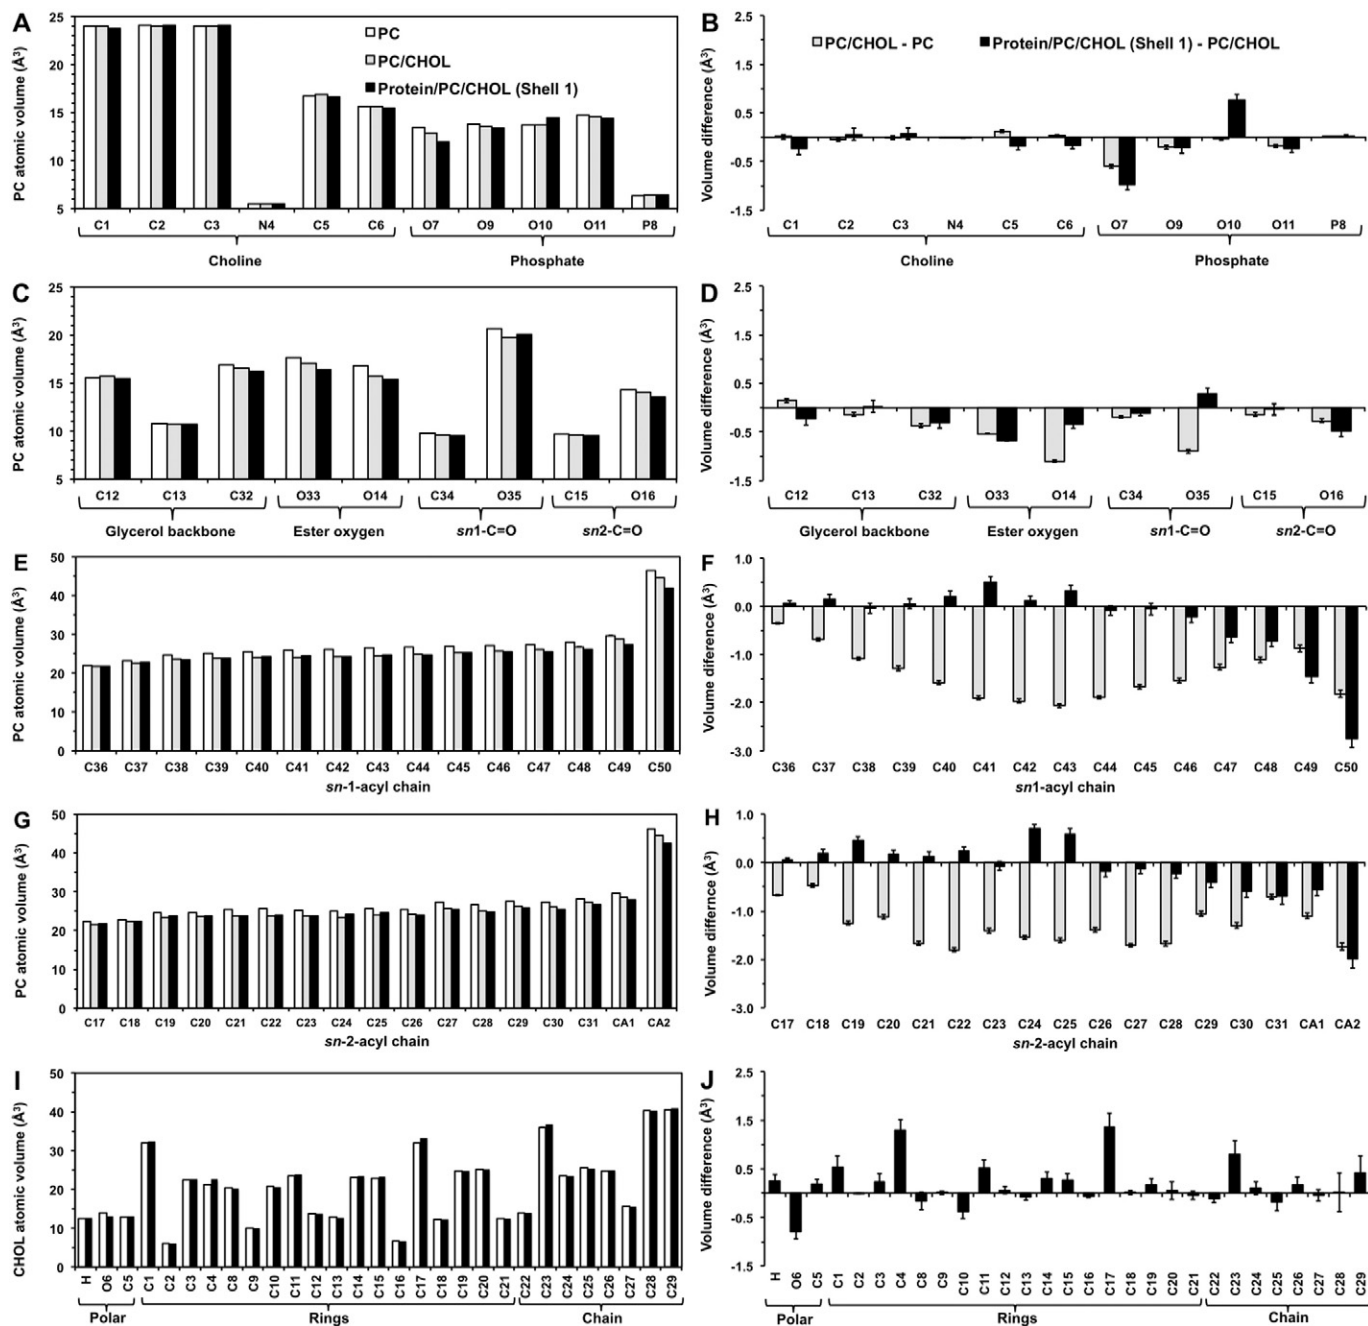 A
PC atomic volume (Å³)
25
20
15
10
5
PC
PC/CHOL
Protein/PC/CHOL (Shell 1)
C1 C2 C3 N4 C5 C6 O7 O9 O10 O11 P8
Choline Phosphate
B
Volume difference (Å³)
2.5
1.5
0.5
-0.5
-1.5
PC/CHOL - PC Protein/PC/CHOL (Shell 1) - PC/CHOL
C1 C2 C3 N4 C5 C6 O7 O9 O10 O11 P8
Choline Phosphate
C
PC atomic volume (Å³)
25
20
15
10
5
C12 C13 C32 O33 O14 C34 O35 C15 O16
Glycerol backbone Ester oxygen sn1-C=O sn2-C=O
D
Volume difference (Å³)
2.5
1.5
0.5
-0.5
-1.5
C12 C13 C32 O33 O14 C34 O35 C15 O16
Glycerol backbone Ester oxygen sn1-C=O sn2-C=O
E
PC atomic volume (Å³)
50
40
30
20
10
0
C36 C37 C38 C39 C40 C41 C42 C43 C44 C45 C46 C47 C48 C49 C50
sn-1-acyl chain
F
Volume diference (Å³)
1.0
0.0
-1.0
-2.0
-3.0
C36 C37 C38 C39 C40 C41 C42 C43 C44 C45 C46 C47 C48 C49 C50
sn1-acyl chain
G
PC atomic volume (Å³)
50
40
30
20
10
0
C17 C18 C19 C20 C21 C22 C23 C24 C25 C26 C27 C28 C29 C30 C31 CA1 CA2
sn-2-acyl chain
H
Volume difference (Å³)
1.0
0.0
-1.0
-2.0
-3.0
C17 C18 C19 C20 C21 C22 C23 C24 C25 C26 C27 C28 C29 C30 C31 CA1 CA2
sn-2-acyl chain
I
CHOL atomic volume (Å³)
50
40
30
20
10
0
H O6 C5 C1 C2 C3 C4 C8 C9 C10 C11 C12 C13 C14 C15 C16 C17 C18 C19 C20 C21 C22 C23 C24 C25 C26 C27 C28 C29
Polar Rings Chain
J
Volume difference (Å³)
2.5
1.5
0.5
-0.5
-1.5
H O6 C5 C1 C2 C3 C4 C8 C9 C10 C11 C12 C13 C14 C15 C16 C17 C18 C19 C20 C21 C22 C23 C24 C25 C26 C27 C28 C29
Polar Rings Chain